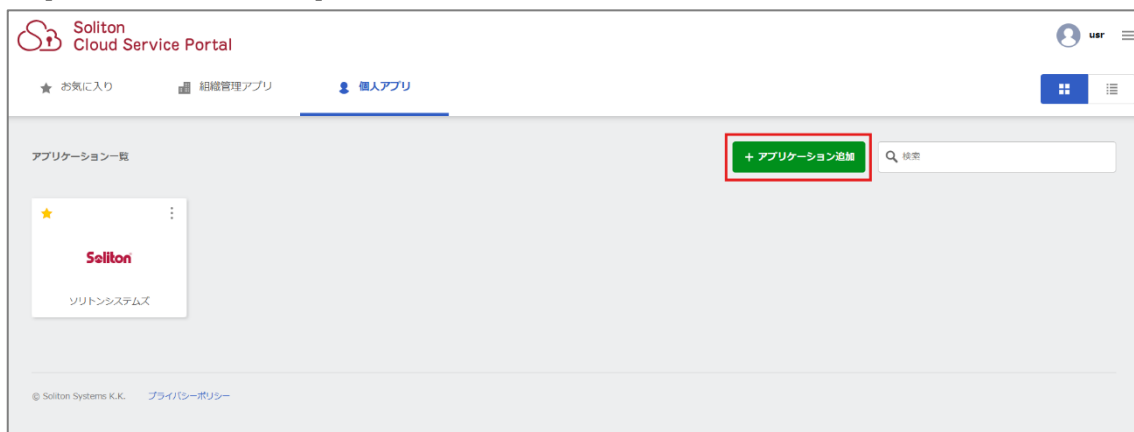 Soliton
Cloud Service Portal
usr
お気に入り
組織管理アプリ
個人アプリ
アプリケーション一覧
+ アプリケーション追加
検索
Soliton
ソリトンシステムズ
© Soliton Systems K.K. プライバシーポリシー